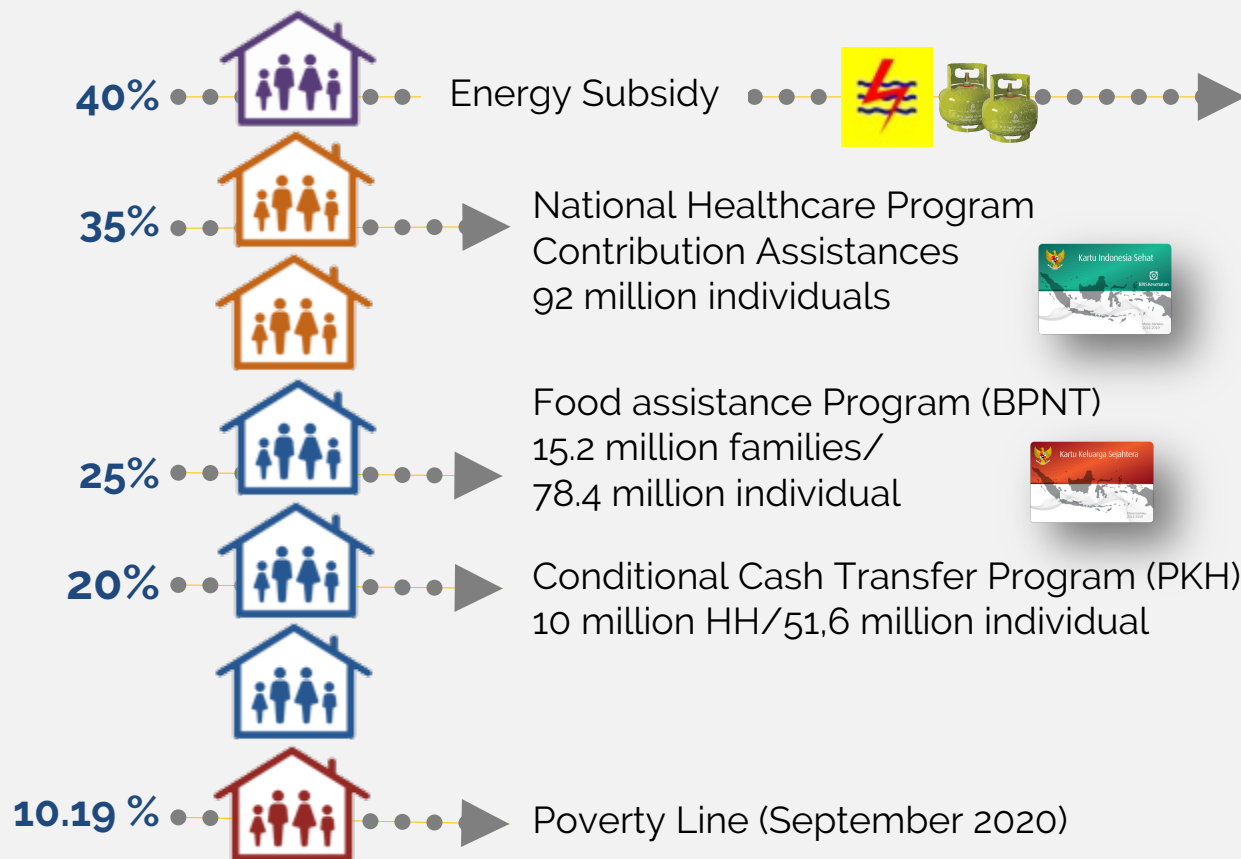 40%
Energy Subsidy
35%
National Healthcare Program
Contribution Assistances
92 million individuals
Kartu Indonesia Sehat
25%
Food assistance Program (BPNT)
15.2 million families/
78.4 million individual
Kartu Keluarga Sejahtera
20%
Conditional Cash Transfer Program (PKH)
10 million HH/51,6 million individual
10.19 %
Poverty Line (September 2020)